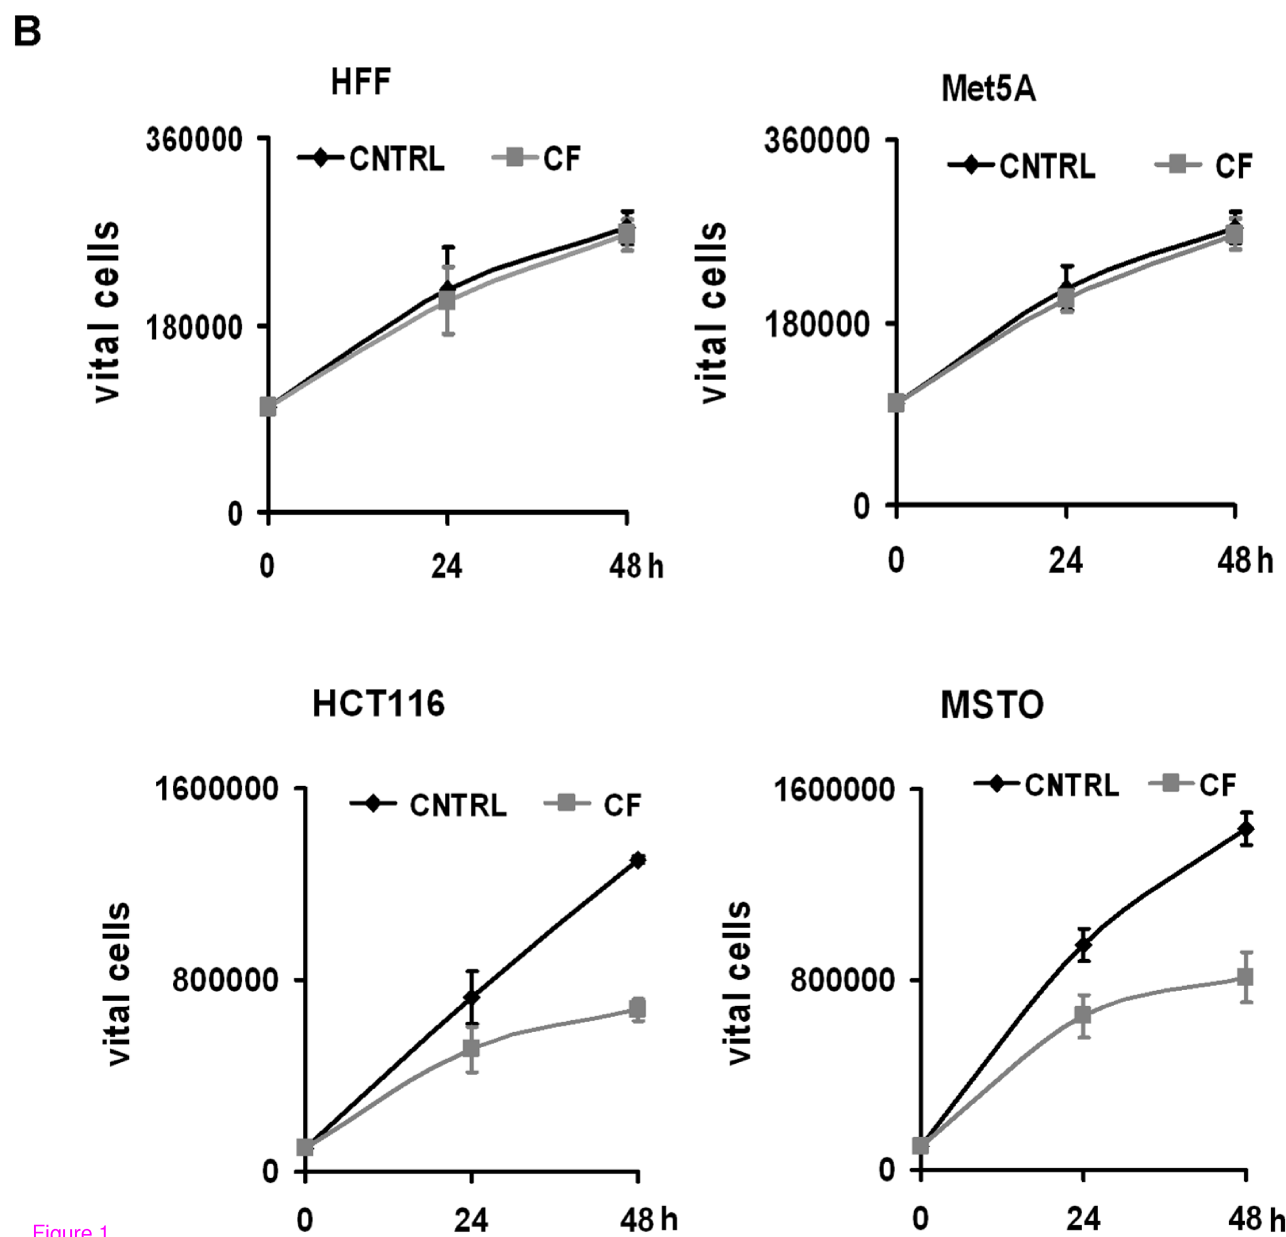 B
HFF
360000
CNTRL CF
vital cells
180000
0
0 24 48 h
Met5A
360000
CNTRL CF
vital cells
180000
0
0 24 48 h
HCT116
1600000
CNTRL CF
vital cells
800000
0
0 24 48 h
MSTO
1600000
CNTRL CF
vital cells
800000
0
0 24 48 h
Figure 1